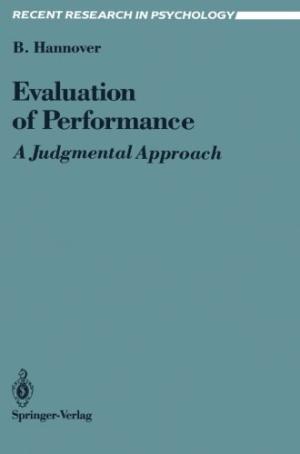 RECENT RESEARCH IN PSYCHOLOGY
B. Hannover
Evaluation
of Performance
A Judgmental Approach
Springer-Verlag